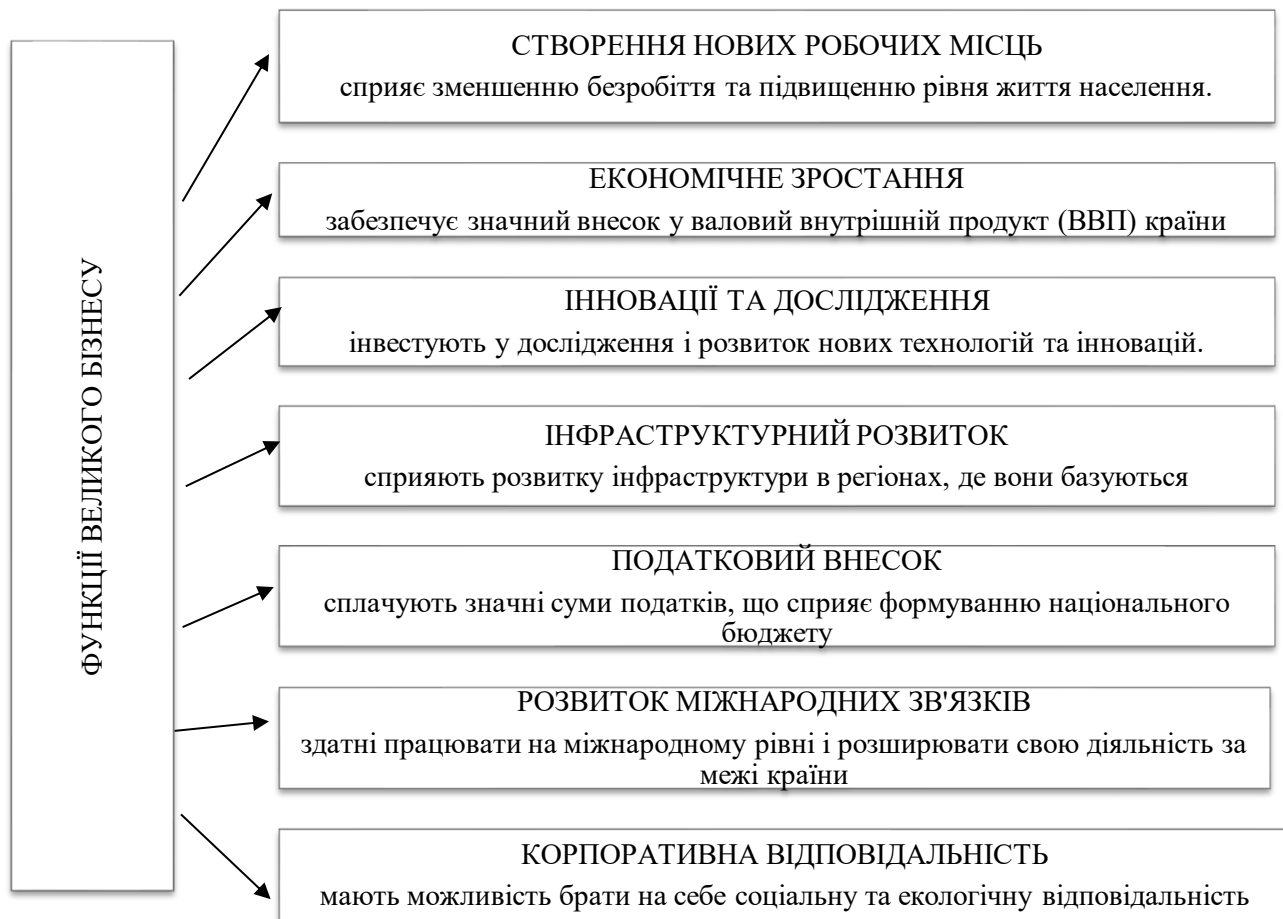 ФУНКЦІЇ ВЕЛИКОГО БІЗНЕСУ
СТВОРЕННЯ НОВИХ РОБОЧИХ МІСЦЬ
сприяє зменшенню безробіття та підвищенню рівня життя населення.
ЕКОНОМІЧНЕ ЗРОСТАННЯ
забезпечує значний внесок у валовий внутрішній продукт (ВВП) країни
ІННОВАЦІЇ ТА ДОСЛІДЖЕННЯ
інвестують у дослідження і розвиток нових технологій та інновацій.
ІНФРАСТРУКТУРНИЙ РОЗВИТОК
сприяють розвитку інфраструктури в регіонах, де вони базуються
ПОДАТКОВИЙ ВНЕСОК
сплачують значні суми податків, що сприяє формуванню національного
бюджету
РОЗВИТОК МІЖНАРОДНИХ ЗВ'ЯЗКІВ
здатні працювати на міжнародному рівні і розширювати свою діяльність за
межі країни
КОРПОРАТИВНА ВІДПОВІДАЛЬНІСТЬ
мають можливість брати на себе соціальну та екологічну відповідальність